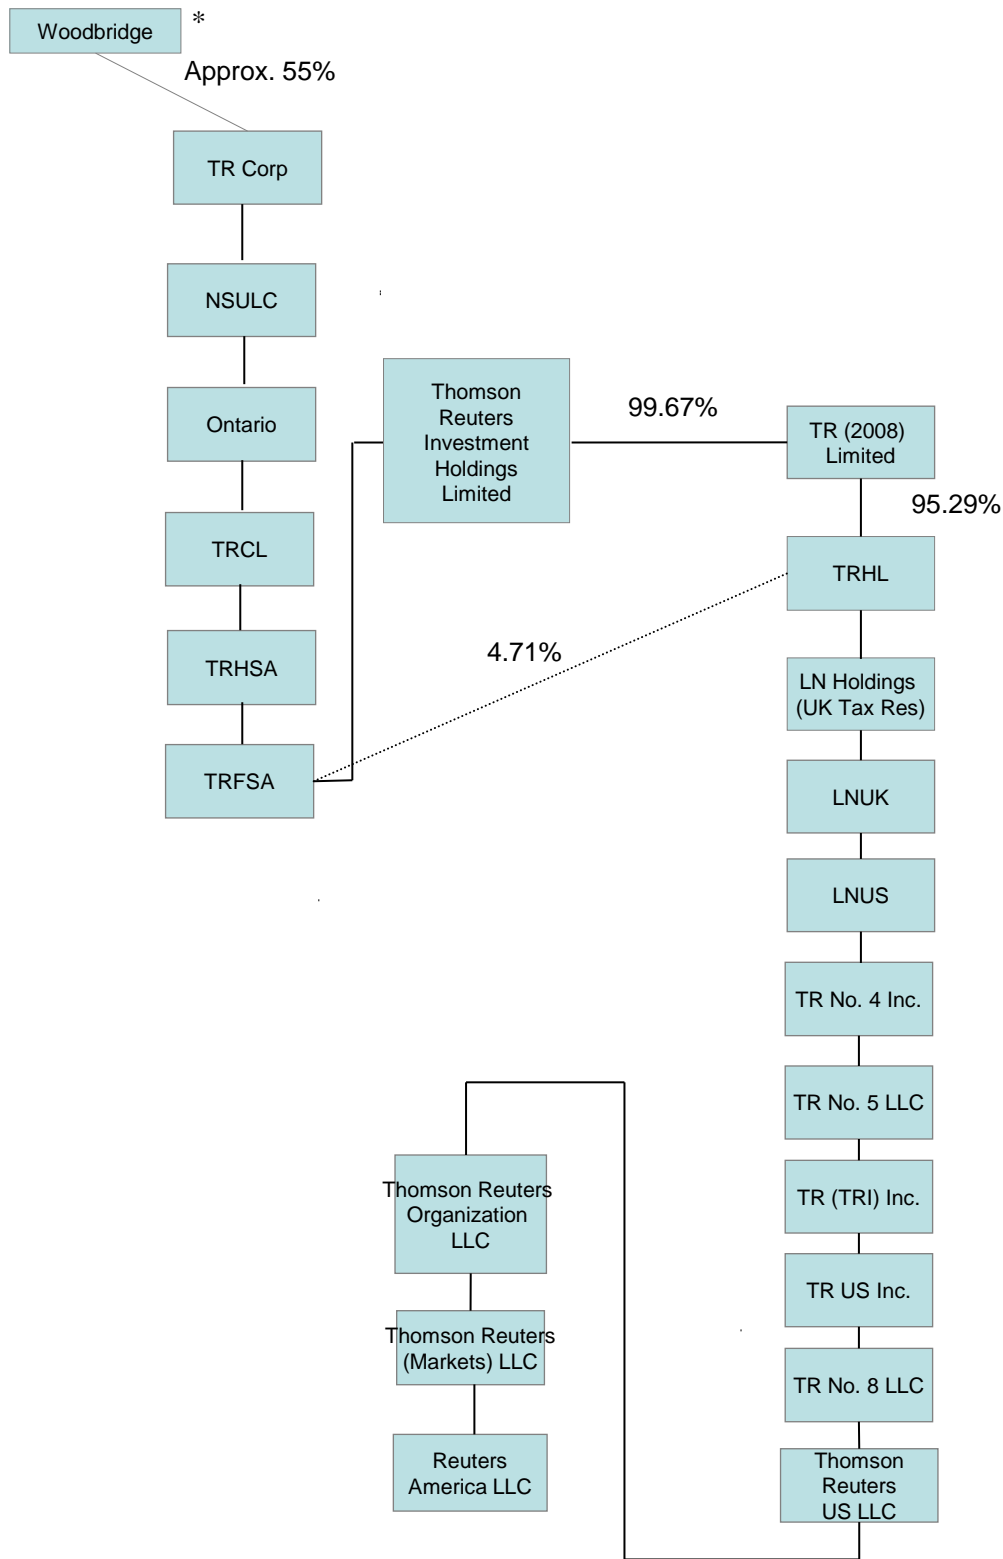 Woodbridge
*
Approx. 55%
TR Corp
NSULC
Ontario
TRCL
TRHSA
TRFSA
Thomson
Reuters
Investment
Holdings
Limited
99.67%
TR (2008)
Limited
95.29%
TRHL
4.71%
LN Holdings
(UK Tax Res)
LNUK
LNUS
TR No. 4 Inc.
TR No. 5 LLC
TR (TRI) Inc.
TR US Inc.
TR No. 8 LLC
Thomson
Reuters
US LLC
Thomson Reuters
Organization
LLC
Thomson Reuters
(Markets) LLC
Reuters
America LLC